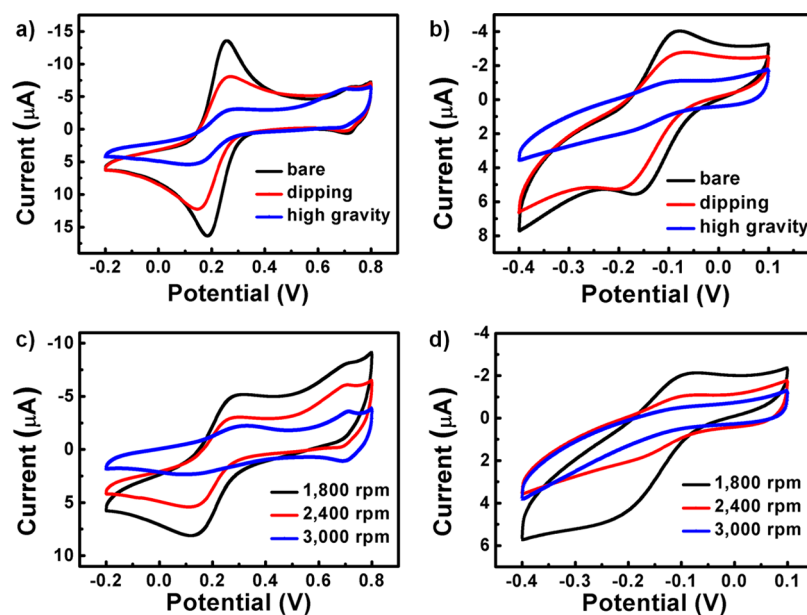 a)
-15
-10
-5
0
5
10
15
Current (μA)
bare
dipping
high gravity
-0.2 0.0 0.2 0.4 0.6 0.8
Potential (V)
b)
-4
-2
0
2
4
6
8
Current (μA)
bare
dipping
high gravity
-0.4 -0.3 -0.2 -0.1 0.0 0.1
Potential (V)
c)
-10
-5
0
5
10
Current (μA)
1,800 rpm
2,400 rpm
3,000 rpm
-0.2 0.0 0.2 0.4 0.6 0.8
Potential (V)
d)
-4
-2
0
2
4
6
Current (μA)
1,800 rpm
2,400 rpm
3,000 rpm
-0.4 -0.3 -0.2 -0.1 0.0 0.1
Potential (V)